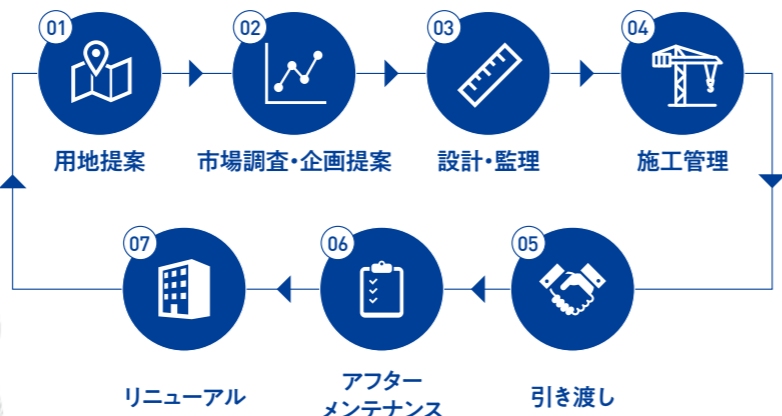 01
用地提案
02
市場調査・企画提案
03
設計・監理
04
施工管理
05
引き渡し
06
アフター
メンテナンス
07
リニューアル